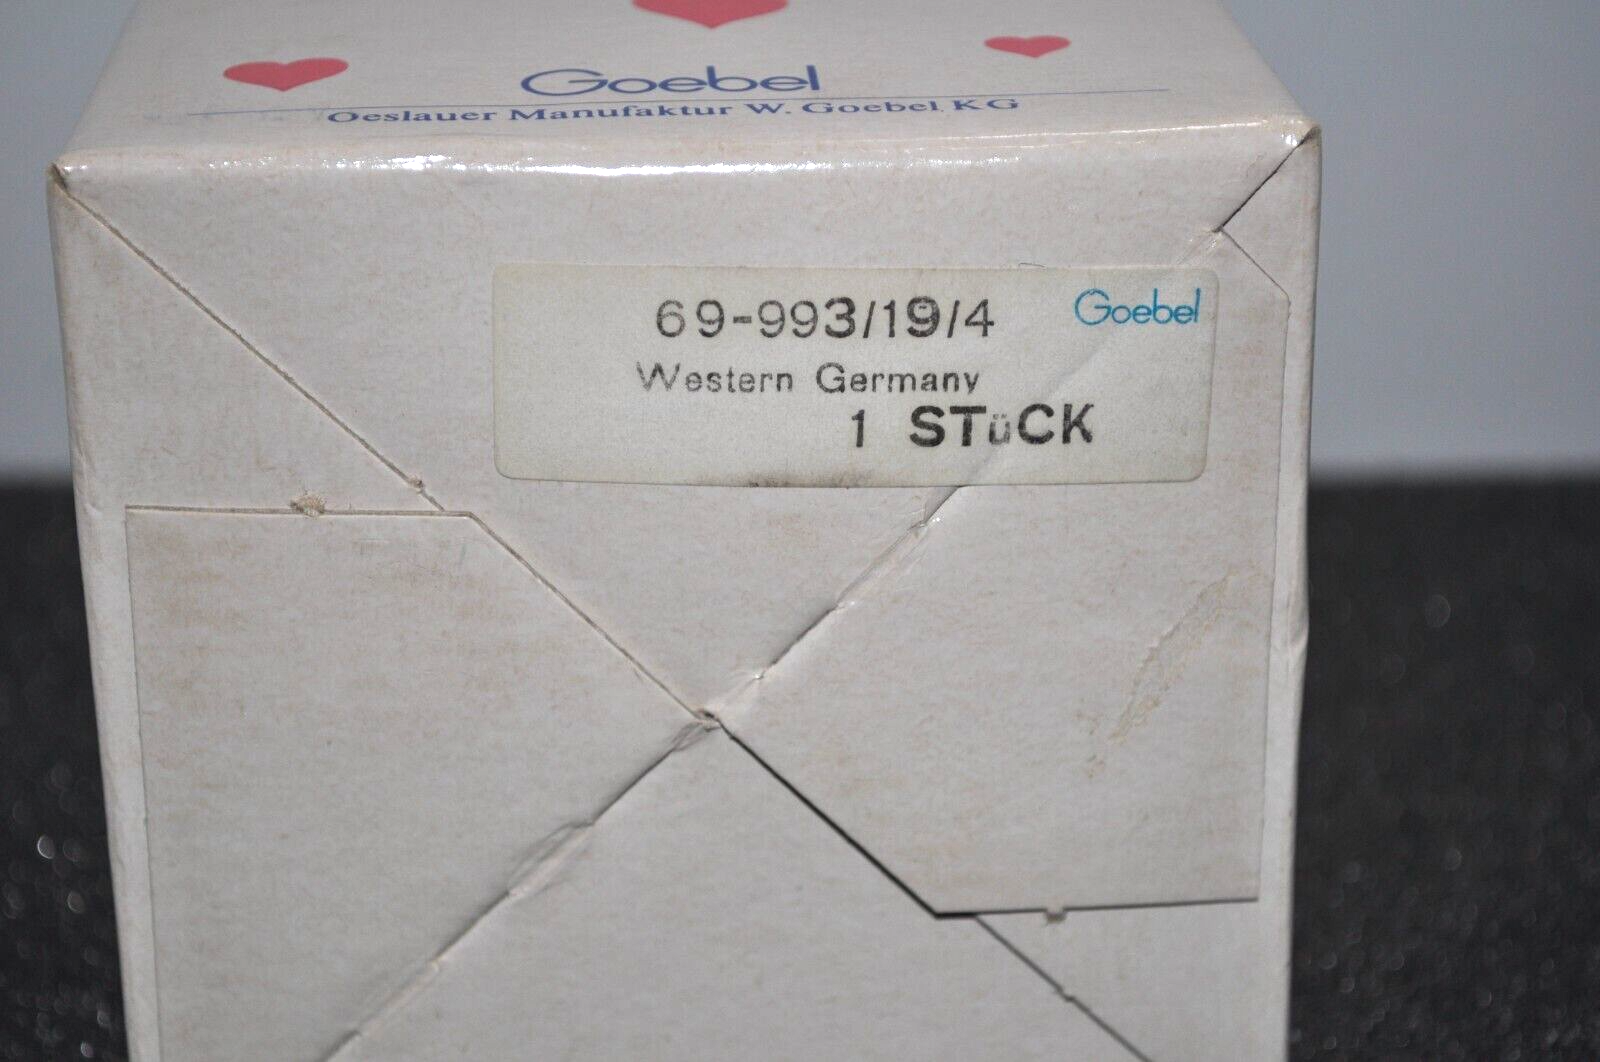 Goebel
Oeslauer Manufaktur W. Goebel KG
69-993/19/4
Goebel
Western Germany
1 STüCK